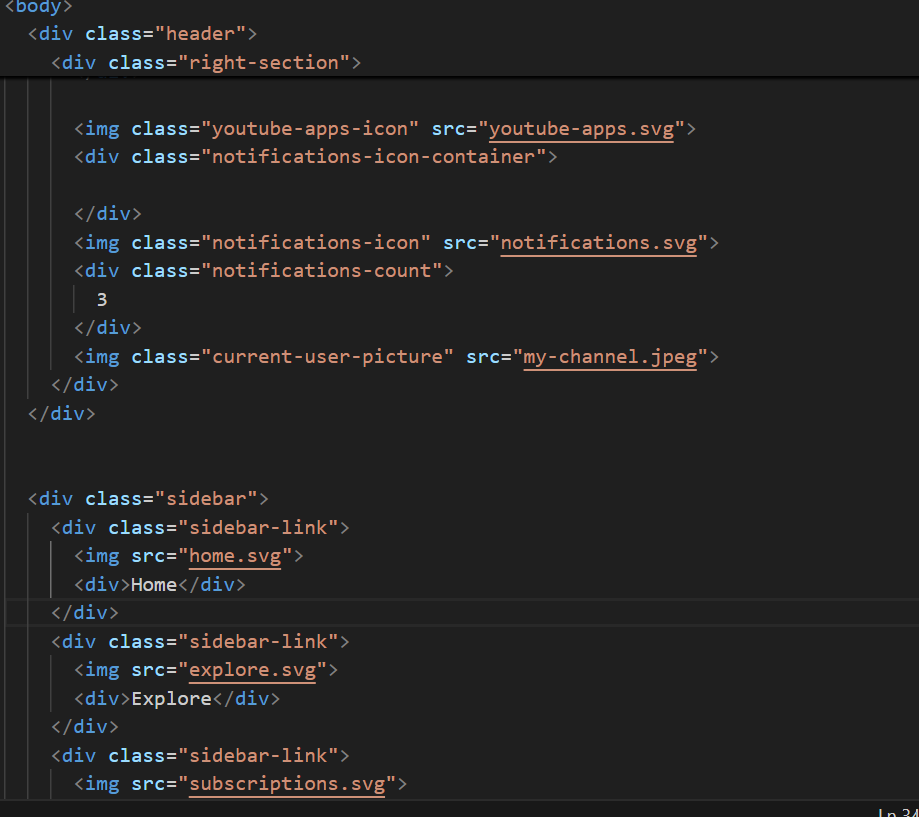 <body>
<div class="header">
<div class="right-section">
<img class="youtube-apps-icon" src="youtube-apps.svg">
<div class="notifications-icon-container">
</div>
<img class="notifications-icon" src="notifications.svg">
<div class="notifications-count">
3
</div>
<img class="current-user-picture" src="my-channel.jpeg">
</div>
</div>
<div class="sidebar">
<div class="sidebar-link">
<img src="home.svg">
<div>Home</div>
</div>
<div class="sidebar-link">
<img src="explore.svg">
<div>Explore</div>
</div>
<div class="sidebar-link">
<img src="subscriptions.svg">
Ln 34